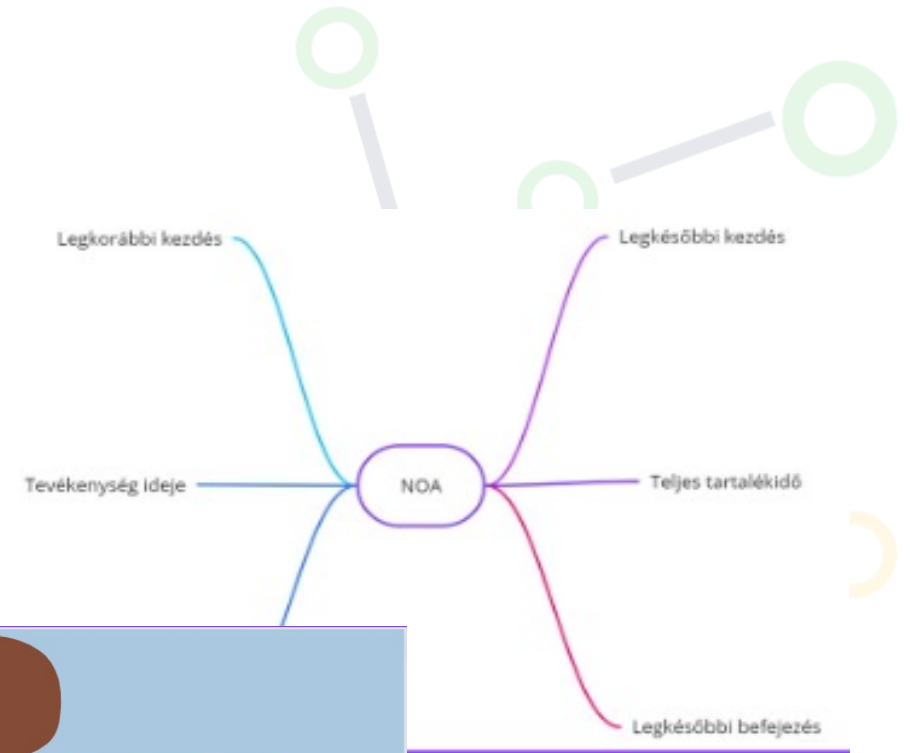 Legkorábbi kezdés
Legkésőbbi kezdés
Tevékenység ideje
NOA
Teljes tartalékidő
Legkésőbbi befejezés